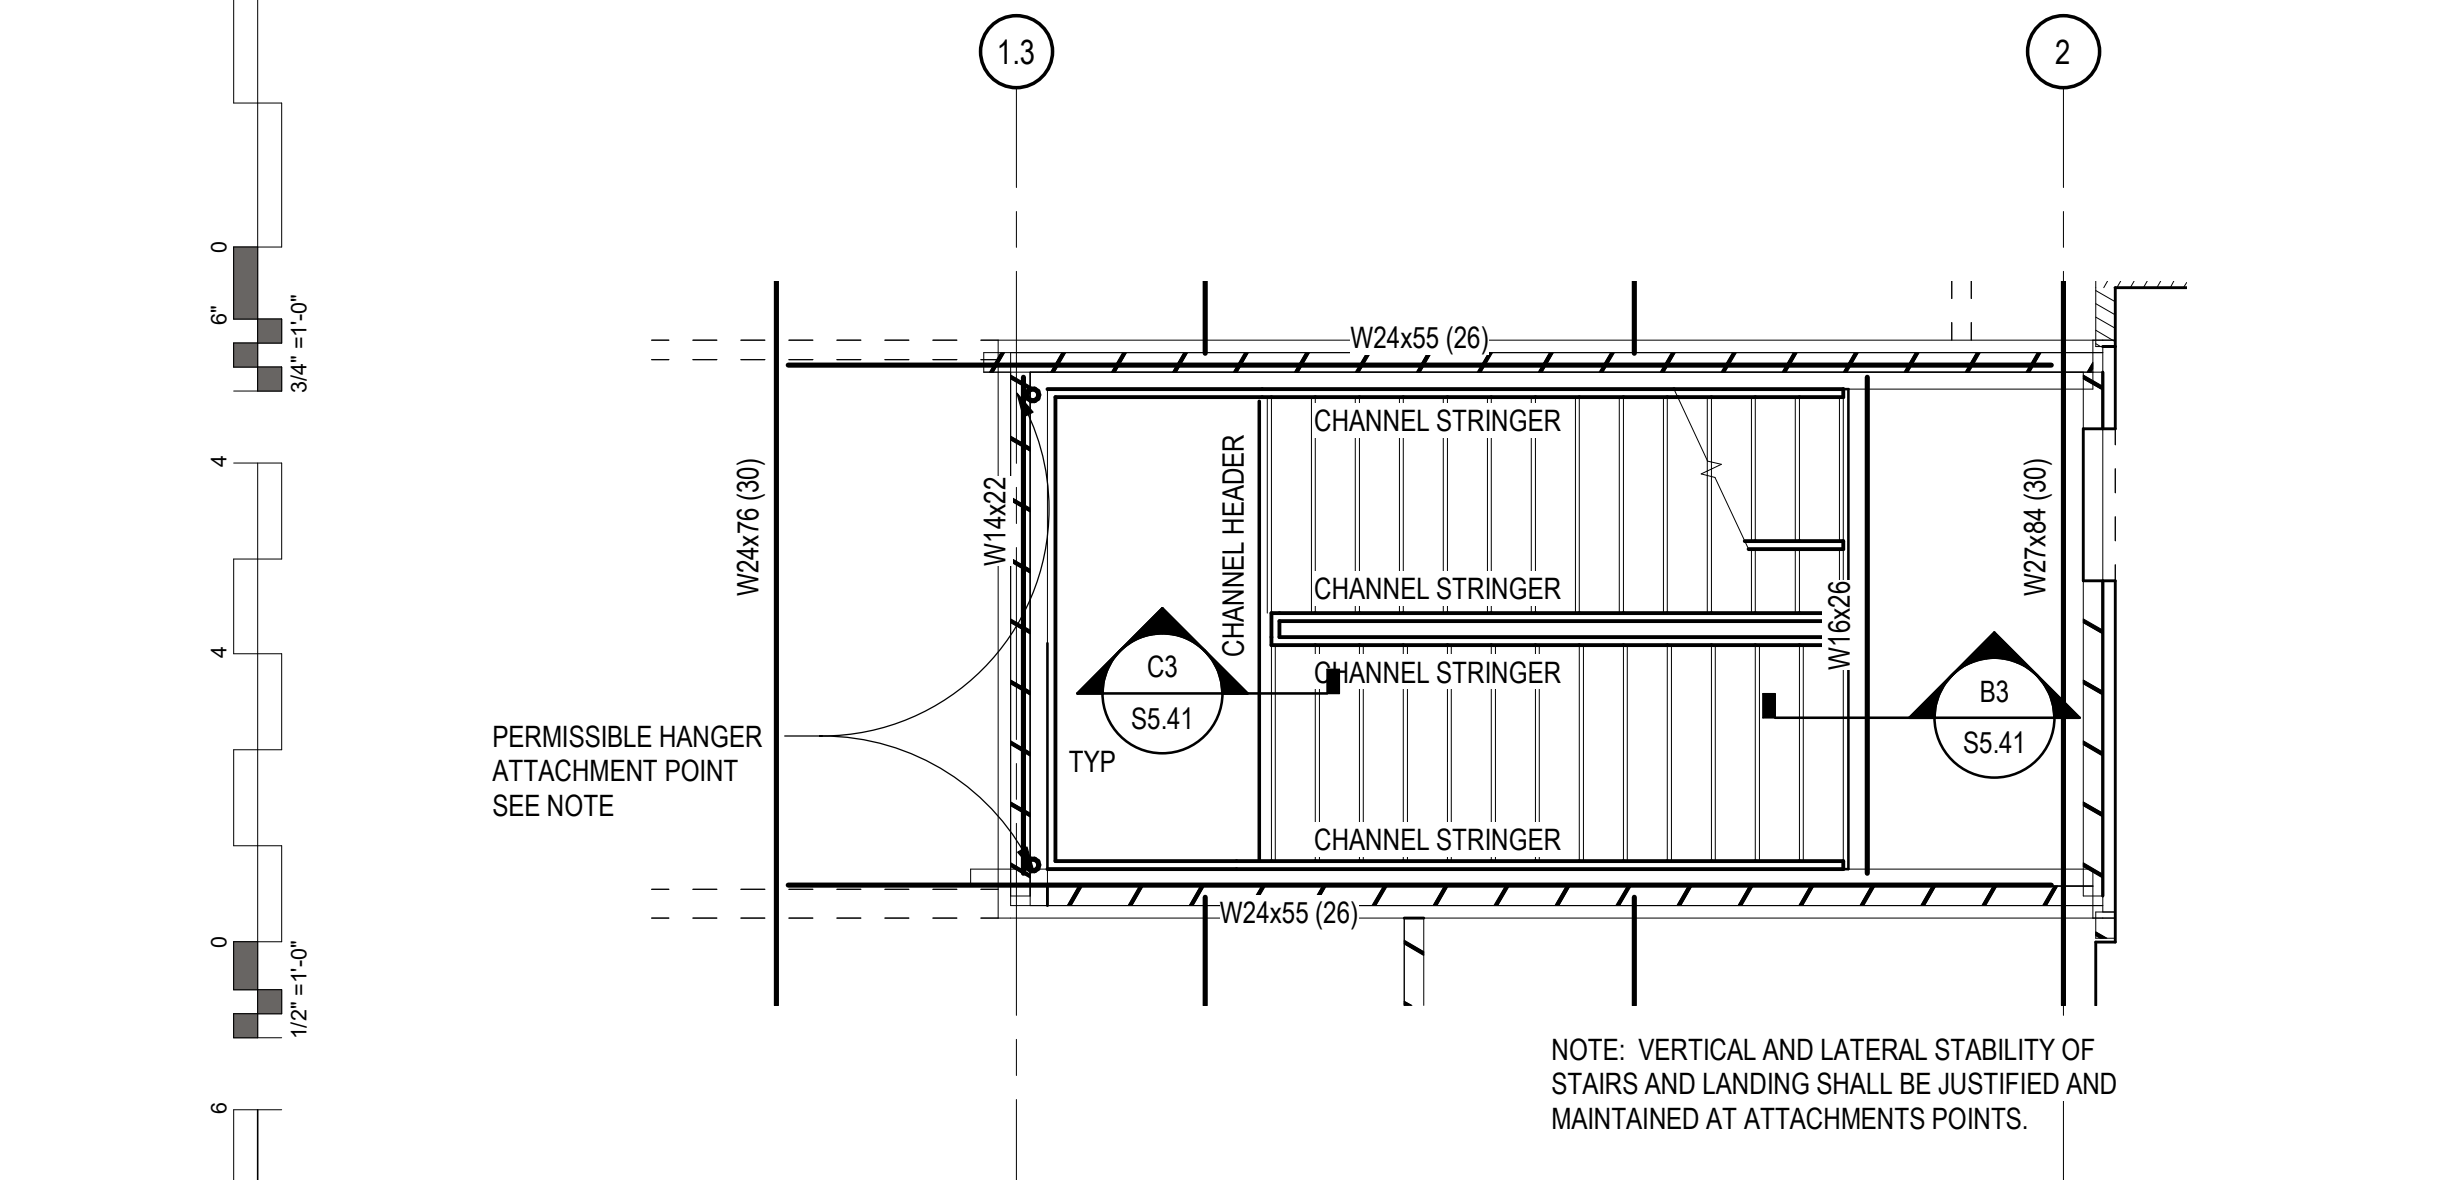 1.3
2
0
6"
3/4" =1'-0"
4
4
0
1/2" =1'-0"
6
W24x55 (26)
CHANNEL STRINGER
CHANNEL HEADER
W24x76 (30)
W14x22
W27x84 (30)
CHANNEL STRINGER
W16x26
C3
S5.41
CHANNEL STRINGER
B3
S5.41
PERMISSIBLE HANGER
ATTACHMENT POINT
SEE NOTE
TYP
CHANNEL STRINGER
W24x55 (26)
NOTE:  VERTICAL AND LATERAL STABILITY OF
STAIRS AND LANDING SHALL BE JUSTIFIED AND
MAINTAINED AT ATTACHMENTS POINTS.